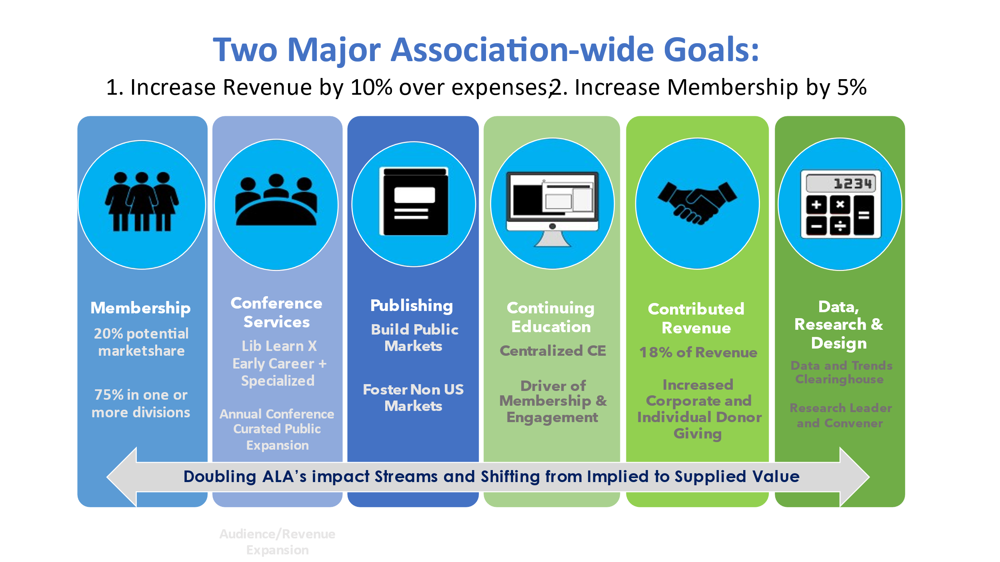 Two Major Association-wide Goals:
1. Increase Revenue by 10% over expenses;2. Increase Membership by 5%
1234
Membership
20% potential
marketshare
75% in one or
more divisions
Conference
Services
Lib Learn X
Early Career +
Specialized
Annual Conference
Curated Public
Expansion
Publishing
Build Public
Markets
Foster Non US
Markets
Continuing
Education
Centralized CE
Driver of
Membership &
Engagement
Contributed
Revenue
18% of Revenue
Increased
Corporate and
Individual Donor
Giving
Data,
Research &
Design
Data and Trends
Clearinghouse
Research Leader
and Convener
Doubling ALA’s impact Streams and Shifting from Implied to Supplied Value
Audience/Revenue
Expansion